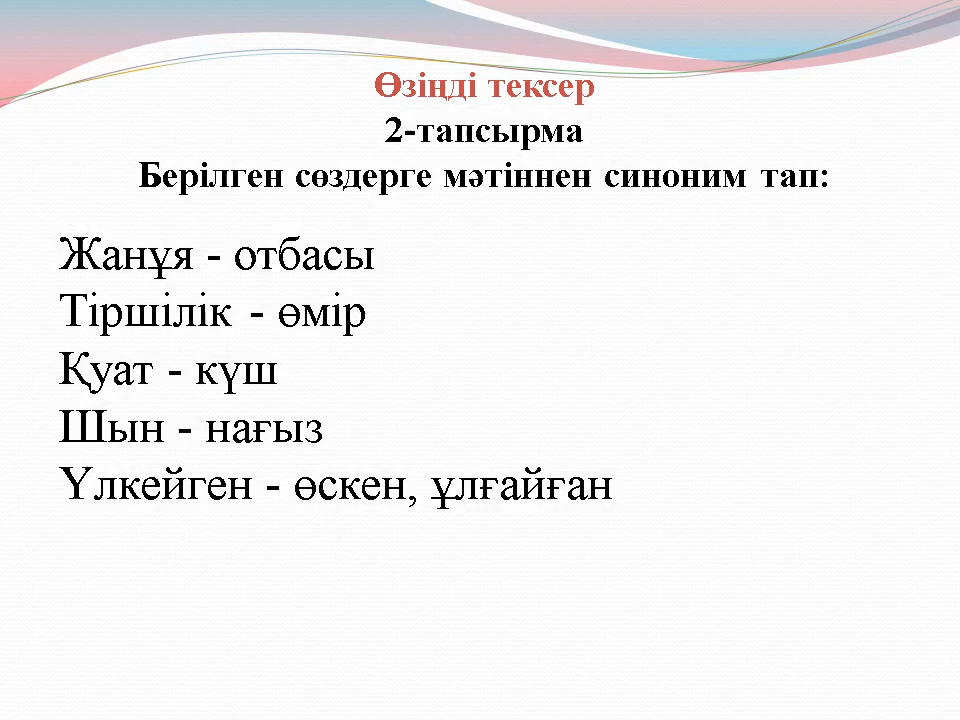 Өзіңді тексер
2-тапсырма
Берілген сөздерге мәтіннен синоним тап:
Жанұя - отбасы
Тіршілік - өмір
Қуат - күш
Шын - нағыз
Үлкейген - өскен, ұлғайған